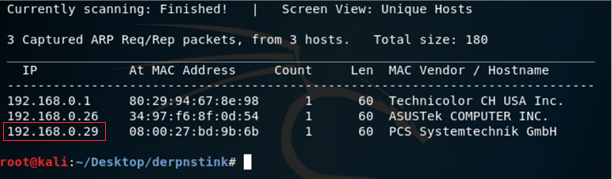 Currently scanning: Finished!   |   Screen View: Unique Hosts
3 Captured ARP Req/Rep packets, from 3 hosts.   Total size: 180
_____________________________________________________________________________
IP            At MAC Address     Count     Len  MAC Vendor / Hostname
-----------------------------------------------------------------------------
192.168.0.1     80:29:94:67:8e:98      1      60  Technicolor CH USA Inc.
192.168.0.26    34:97:f6:8f:0d:54      1      60  ASUSTek COMPUTER INC.
192.168.0.29    08:00:27:bd:9b:6b      1      60  PCS Systemtechnik GmbH
root@kali:~/Desktop/derpnstink#